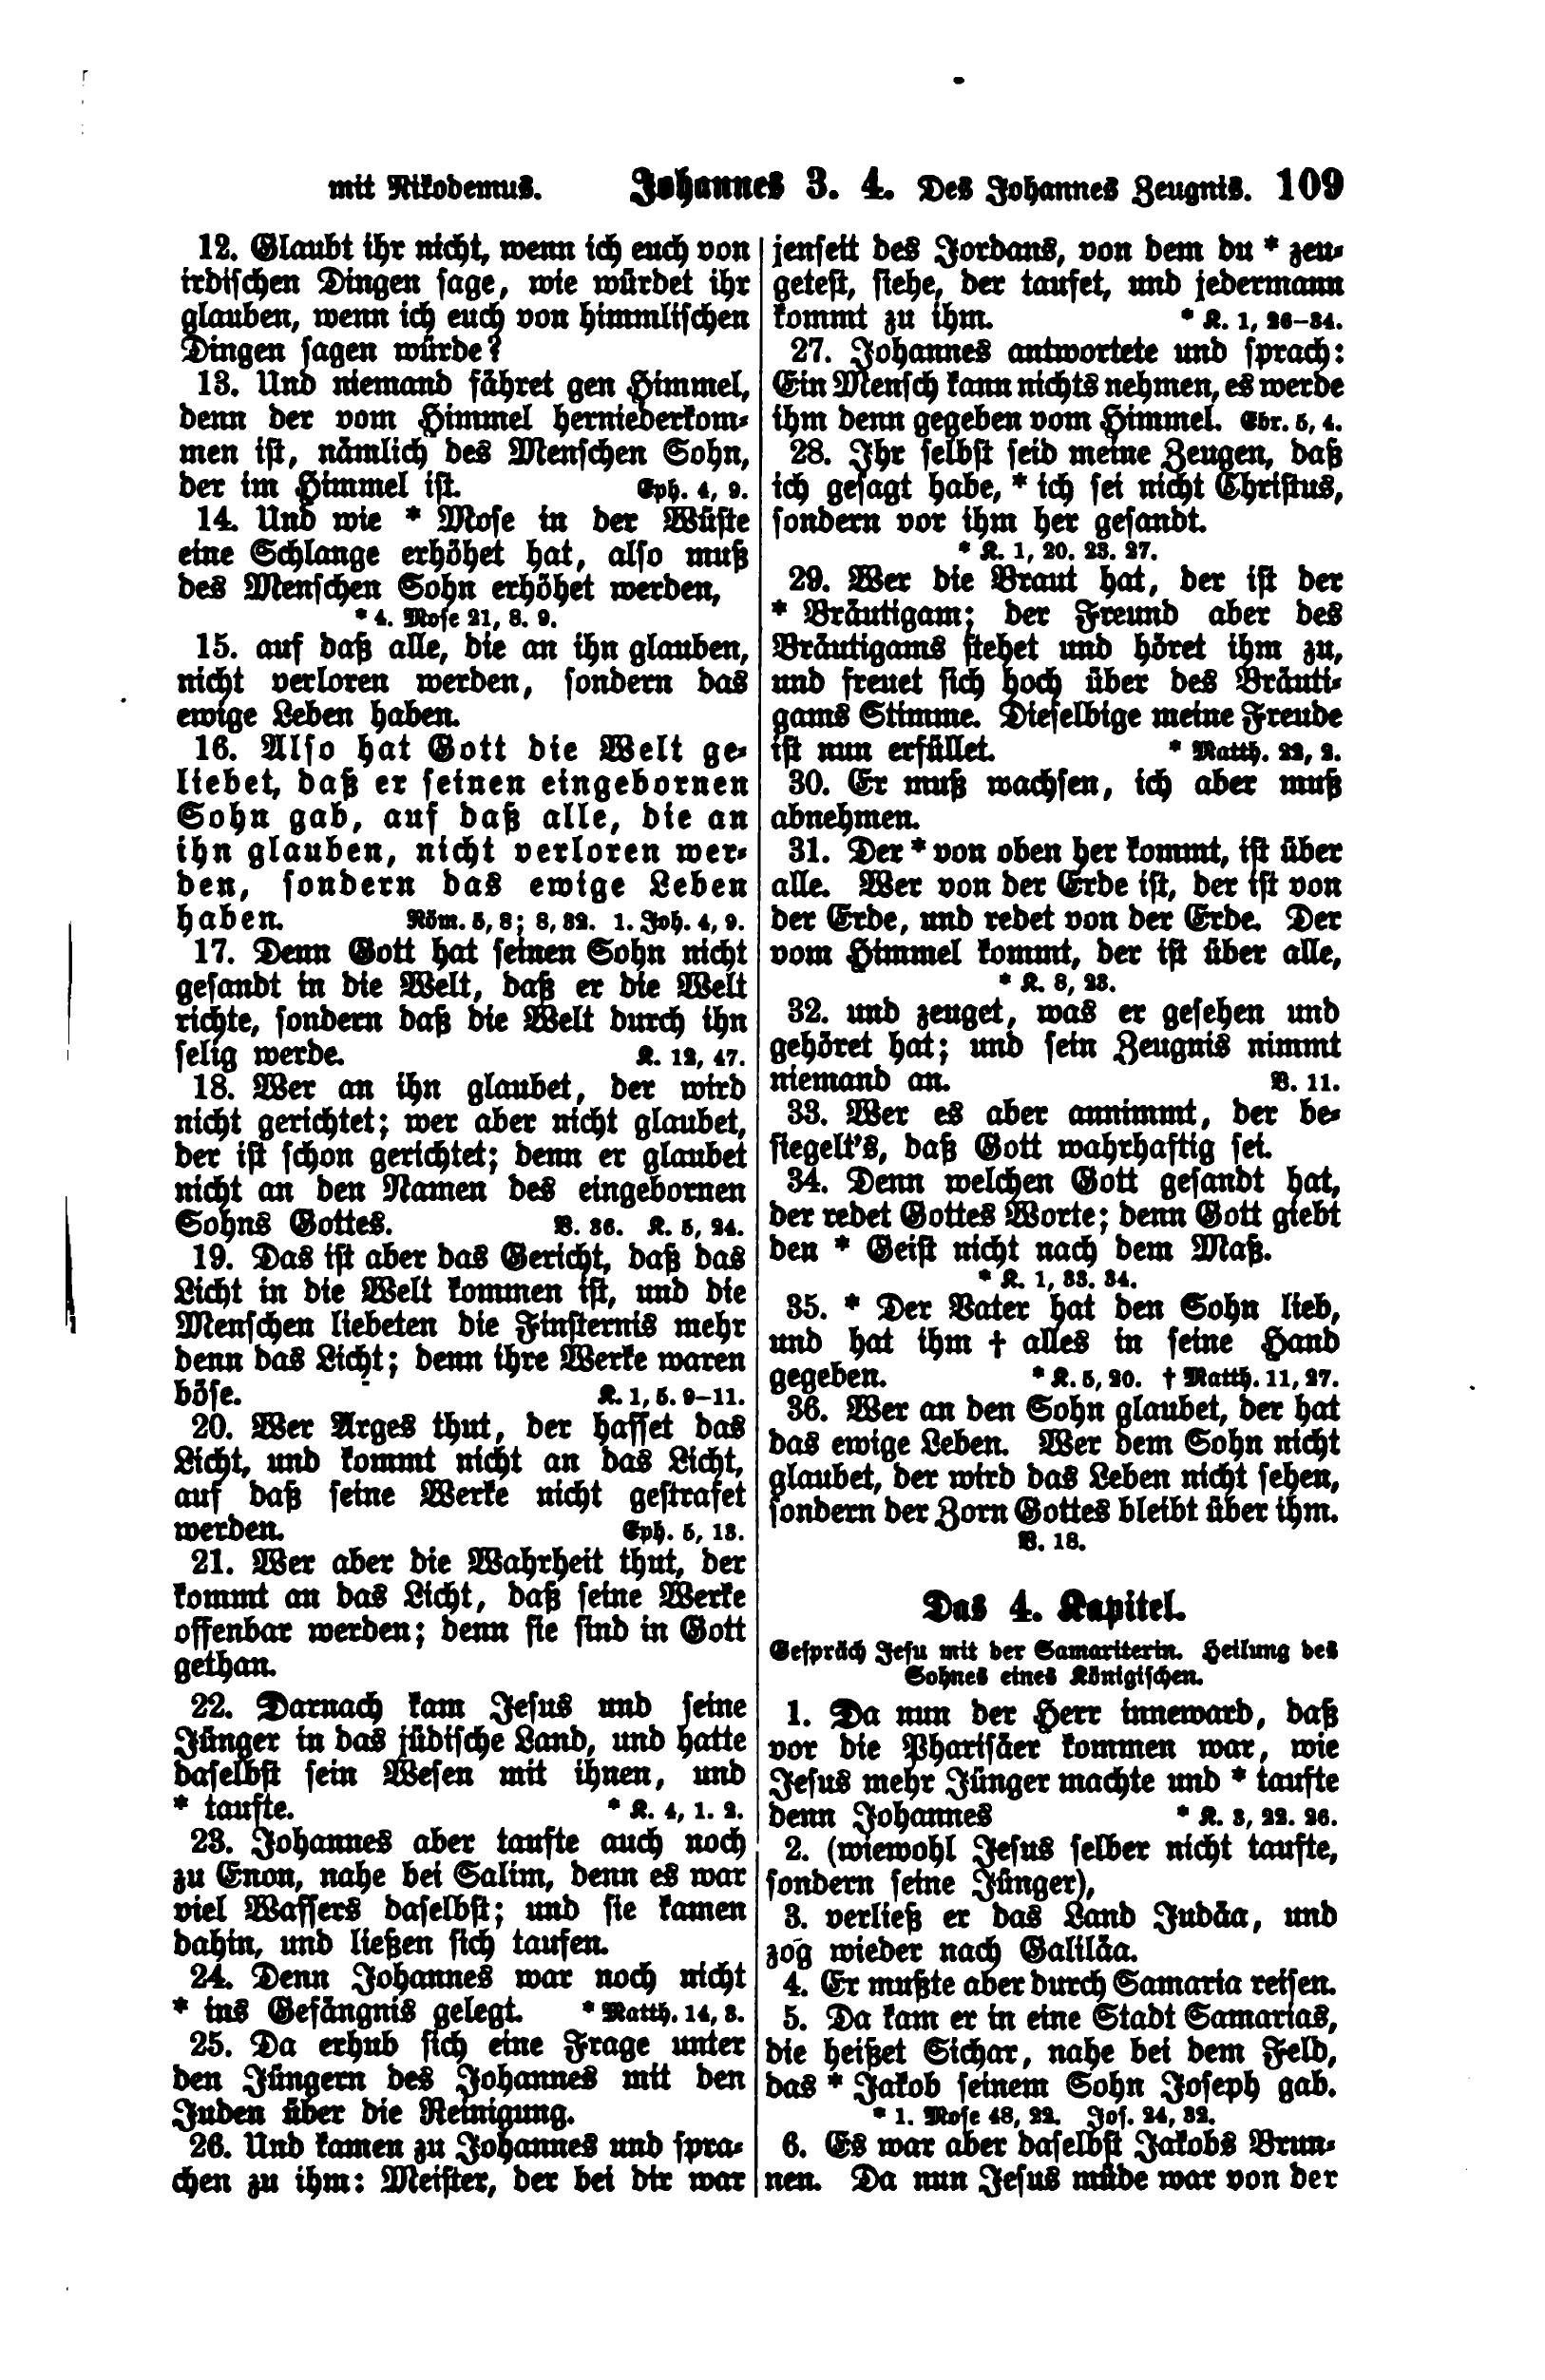 mit Nikodemus. Johannes 3. 4. Des Johannes Zeugnis. 109
12. Glaubt ihr nicht, wenn ich euch von
irdischen Dingen sage, wie würdet ihr
glauben, wenn ich euch von himmlischen
Dingen sagen würde?
13. Und niemand fähret gen Himmel,
denn der vom Himmel herniederkom-
men ist, nämlich des Menschen Sohn,
der im Himmel ist. Eph. 4, 9.
14. Und wie * Mose in der Wüste
eine Schlange erhöhet hat, also muß
des Menschen Sohn erhöhet werden,
* 4. Mose 21, 8. 9.
15. auf daß alle, die an ihn glauben,
nicht verloren werden, sondern das
ewige Leben haben.
16. Also hat Gott die Welt ge-
liebet, daß er seinen eingebornen
Sohn gab, auf daß alle, die an
ihn glauben, nicht verloren wer-
den, sondern das ewige Leben
haben. Röm. 5, 8; 8, 32. 1. Joh. 4, 9.
17. Denn Gott hat seinen Sohn nicht
gesandt in die Welt, daß er die Welt
richte, sondern daß die Welt durch ihn
selig werde. K. 12, 47.
18. Wer an ihn glaubet, der wird
nicht gerichtet; wer aber nicht glaubet,
der ist schon gerichtet; denn er glaubet
nicht an den Namen des eingebornen
Sohns Gottes. V. 36. K. 5, 24.
19. Das ist aber das Gericht, daß das
Licht in die Welt kommen ist, und die
Menschen liebeten die Finsternis mehr
denn das Licht; denn ihre Werke waren
böse. K. 1, 5. 9–11.
20. Wer Arges thut, der hasset das
Licht, und kommt nicht an das Licht,
auf daß seine Werke nicht gestrafet
werden. Eph. 5, 13.
21. Wer aber die Wahrheit thut, der
kommt an das Licht, daß seine Werke
offenbar werden; denn sie sind in Gott
gethan.
22. Darnach kam Jesus und seine
Jünger in das jüdische Land, und hatte
daselbst sein Wesen mit ihnen, und
* taufte. * K. 4, 1. 2.
23. Johannes aber taufte auch noch
zu Enon, nahe bei Salim, denn es war
viel Wassers daselbst; und sie kamen
dahin, und ließen sich taufen.
24. Denn Johannes war noch nicht
* ins Gefängnis gelegt. * Matth. 14, 3.
25. Da erhub sich eine Frage unter
den Jüngern des Johannes mit den
Juden über die Reinigung.
26. Und kamen zu Johannes und spra-
chen zu ihm: Meister, der bei dir war
jenseit des Jordans, von dem du * zeu-
getest, siehe, der taufet, und jedermann
kommt zu ihm. * K. 1, 26–34.
27. Johannes antwortete und sprach:
Ein Mensch kann nichts nehmen, es werde
ihm denn gegeben vom Himmel. Ebr. 5, 4.
28. Ihr selbst seid meine Zeugen, daß
ich gesagt habe, * ich sei nicht Christus,
sondern vor ihm her gesandt.
* K. 1, 20. 23. 27.
29. Wer die Braut hat, der ist der
* Bräutigam; der Freund aber des
Bräutigams stehet und höret ihm zu,
und freuet sich hoch über des Bräuti-
gams Stimme. Dieselbige meine Freude
ist nun erfüllet. * Matth. 22, 2.
30. Er muß wachsen, ich aber muß
abnehmen.
31. Der * von oben her kommt, ist über
alle. Wer von der Erde ist, der ist von
der Erde, und redet von der Erde. Der
vom Himmel kommt, der ist über alle,
* K. 8, 23.
32. und zeuget, was er gesehen und
gehöret hat; und sein Zeugnis nimmt
niemand an. V. 11.
33. Wer es aber annimmt, der be-
siegelt's, daß Gott wahrhaftig sei.
34. Denn welchen Gott gesandt hat,
der redet Gottes Worte; denn Gott giebt
den * Geist nicht nach dem Maß.
* K. 1, 33. 34.
35. * Der Vater hat den Sohn lieb,
und hat ihm † alles in seine Hand
gegeben. * K. 5, 20. † Matth. 11, 27.
36. Wer an den Sohn glaubet, der hat
das ewige Leben. Wer dem Sohn nicht
glaubet, der wird das Leben nicht sehen,
sondern der Zorn Gottes bleibt über ihm.
V. 18.
Das 4. Kapitel.
Gespräch Jesu mit der Samariterin. Heilung des
Sohnes eines Königischen.
1. Da nun der Herr inneward, daß
vor die Pharisäer kommen war, wie
Jesus mehr Jünger machte und * taufte
denn Johannes * K. 3, 22. 26.
2. (wiewohl Jesus selber nicht taufte,
sondern seine Jünger),
3. verließ er das Land Judäa, und
zog wieder nach Galiläa.
4. Er mußte aber durch Samaria reisen.
5. Da kam er in eine Stadt Samarias,
die heißet Sichar, nahe bei dem Feld,
das * Jakob seinem Sohn Joseph gab.
* 1. Mose 48, 22. Jos. 24, 32.
6. Es war aber daselbst Jakobs Brun-
nen. Da nun Jesus müde war von der